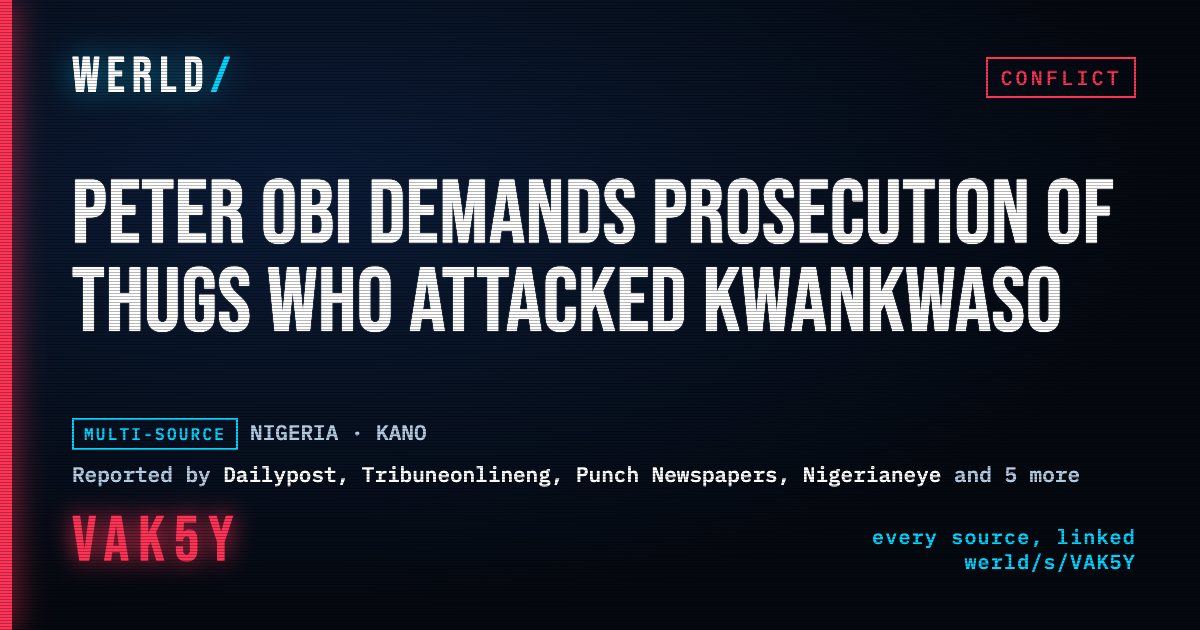 WERLD/
CONFLICT
PETER OBI DEMANDS PROSECUTION OF
THUGS WHO ATTACKED KWANKWASO
MULTI-SOURCE NIGERIA · KANO
Reported by Dailypost, Tribuneonlineng, Punch Newspapers, Nigerianeye and 5 more
VAK5Y
every source, linked
werld/s/VAK5Y